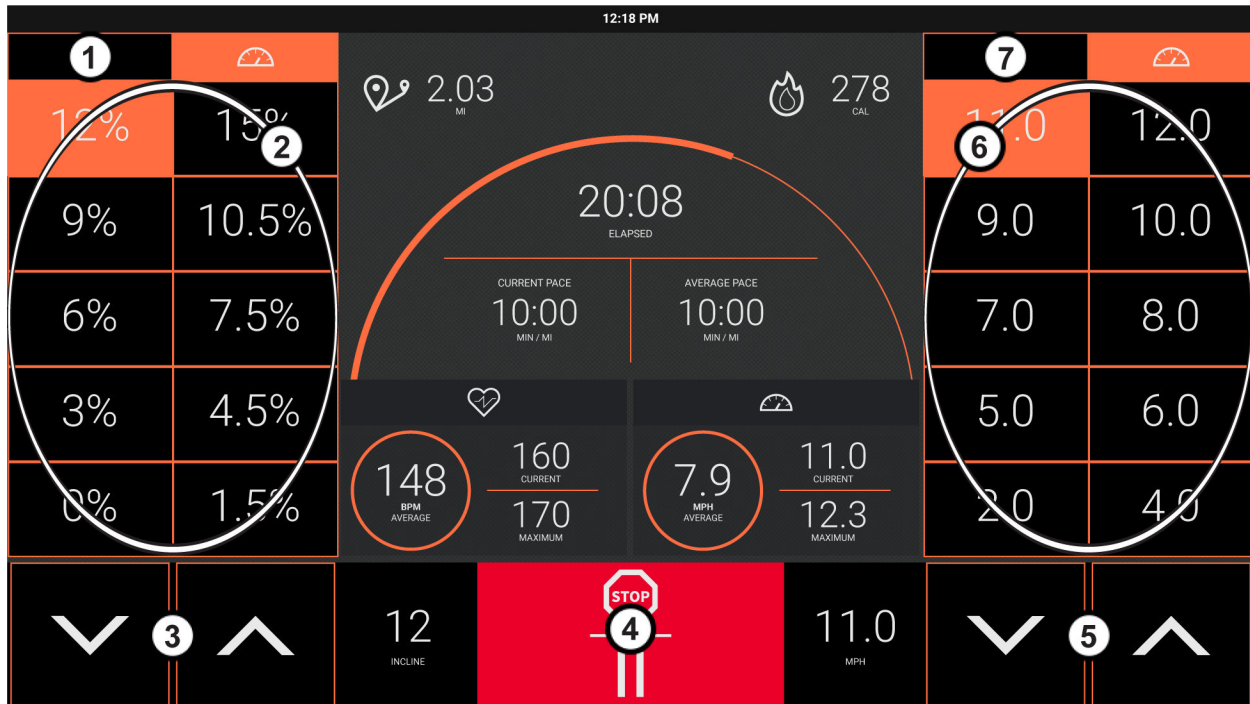 12:18 PM
1
7
2.03
MI
278
CAL
12%
15%
2
6
11.0
12.0
20:08
ELAPSED
9%
10.5%
9.0
10.0
CURRENT PACE
10:00
MIN / MI
AVERAGE PACE
10:00
MIN / MI
6%
7.5%
7.0
8.0
3%
4.5%
5.0
6.0
148
BPM
AVERAGE
160
CURRENT
170
MAXIMUM
7.9
MPH
AVERAGE
11.0
CURRENT
12.3
MAXIMUM
0%
1.5%
2.0
4.0
3
12
INCLINE
STOP
4
11.0
MPH
5